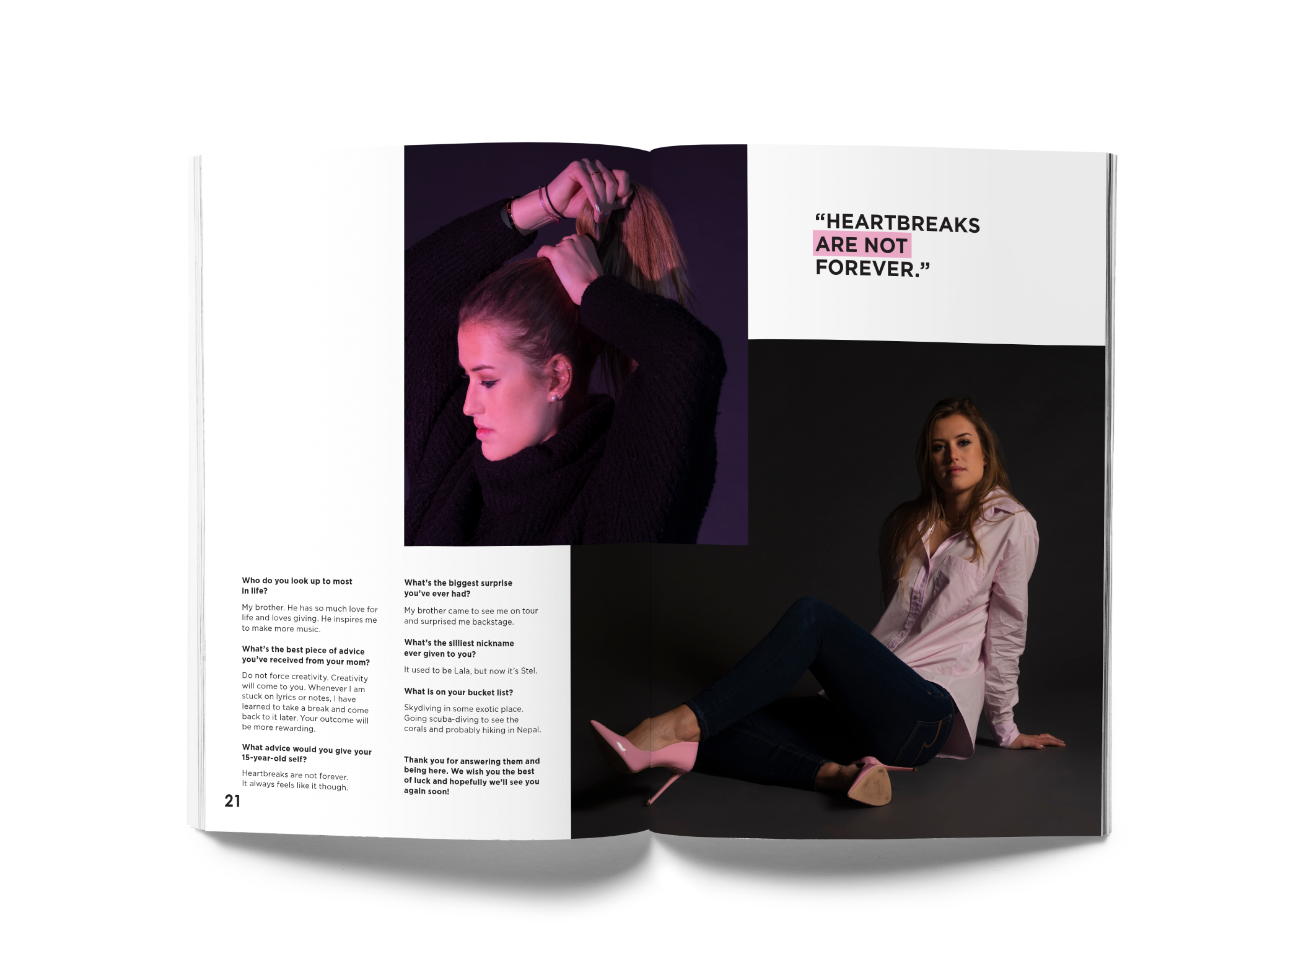 Who do you look up to most
in life?
My brother. He has so much love for
life and loves giving. He inspires me
to make more music.
What's the best piece of advice
you've received from your mom?
Do not force creativity. Creativity
will come to you. Whenever I am
stuck on lyrics or notes, I have
learned to take a break and come
back to it later. Your outcome will
be more rewarding.
What advice would you give your
15-year-old self?
Heartbreaks are not forever.
It always feels like it though.
21
What's the biggest surprise
you've ever had?
My brother came to see me on tour
and surprised me backstage.
What's the silliest nickname
ever given to you?
It used to be Lala, but now it's Stel.
What is on your bucket list?
Skydiving in some exotic place.
Going scuba-diving to see the
corals and probably hiking in Nepal.
Thank you for answering them and
being here. We wish you the best
of luck and hopefully we'll see you
again soon!
“HEARTBREAKS
ARE NOT
FOREVER.”